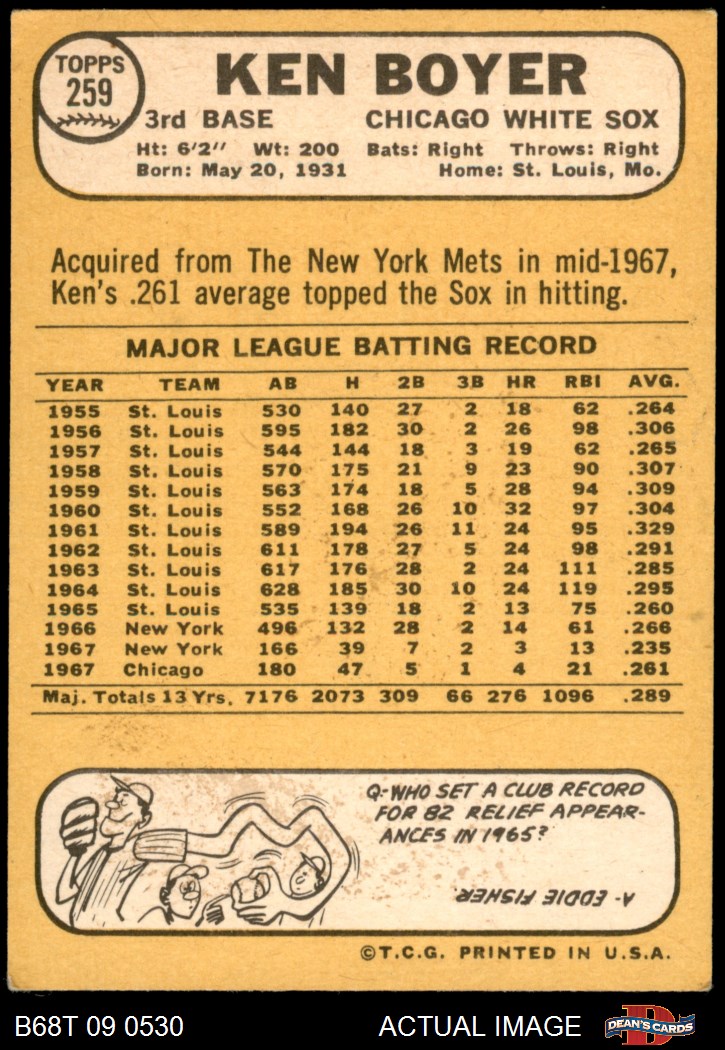 TOPPS
259
KEN BOYER
3rd BASE CHICAGO WHITE SOX
Ht: 6'2" Wt: 200 Bats: Right Throws: Right
Born: May 20, 1931 Home: St. Louis, Mo.
Acquired from The New York Mets in mid-1967,
Ken's .261 average topped the Sox in hitting.
MAJOR LEAGUE BATTING RECORD
YEAR TEAM AB H 2B 3B HR RBI AVG.
1955 St. Louis 530 140 27 2 18 62 .264
1956 St. Louis 595 182 30 2 26 98 .306
1957 St. Louis 544 144 18 3 19 62 .265
1958 St. Louis 570 175 21 9 23 90 .307
1959 St. Louis 563 174 18 5 28 94 .309
1960 St. Louis 552 168 26 10 32 97 .304
1961 St. Louis 589 194 26 11 24 95 .329
1962 St. Louis 611 178 27 5 24 98 .291
1963 St. Louis 617 176 28 2 24 111 .285
1964 St. Louis 628 185 30 10 24 119 .295
1965 St. Louis 535 139 18 2 13 75 .260
1966 New York 496 132 28 2 14 61 .266
1967 New York 166 39 7 2 3 13 .235
1967 Chicago 180 47 5 1 4 21 .261
Maj. Totals 13 Yrs. 7176 2073 309 66 276 1096 .289
Q-WHO SET A CLUB RECORD
FOR 82 RELIEF APPEAR-
ANCES IN 1965?
A- EDDIE FISHER.
©T.C.G. PRINTED IN U.S.A.
B68T 09 0530 ACTUAL IMAGE
D
DEAN'S CARDS